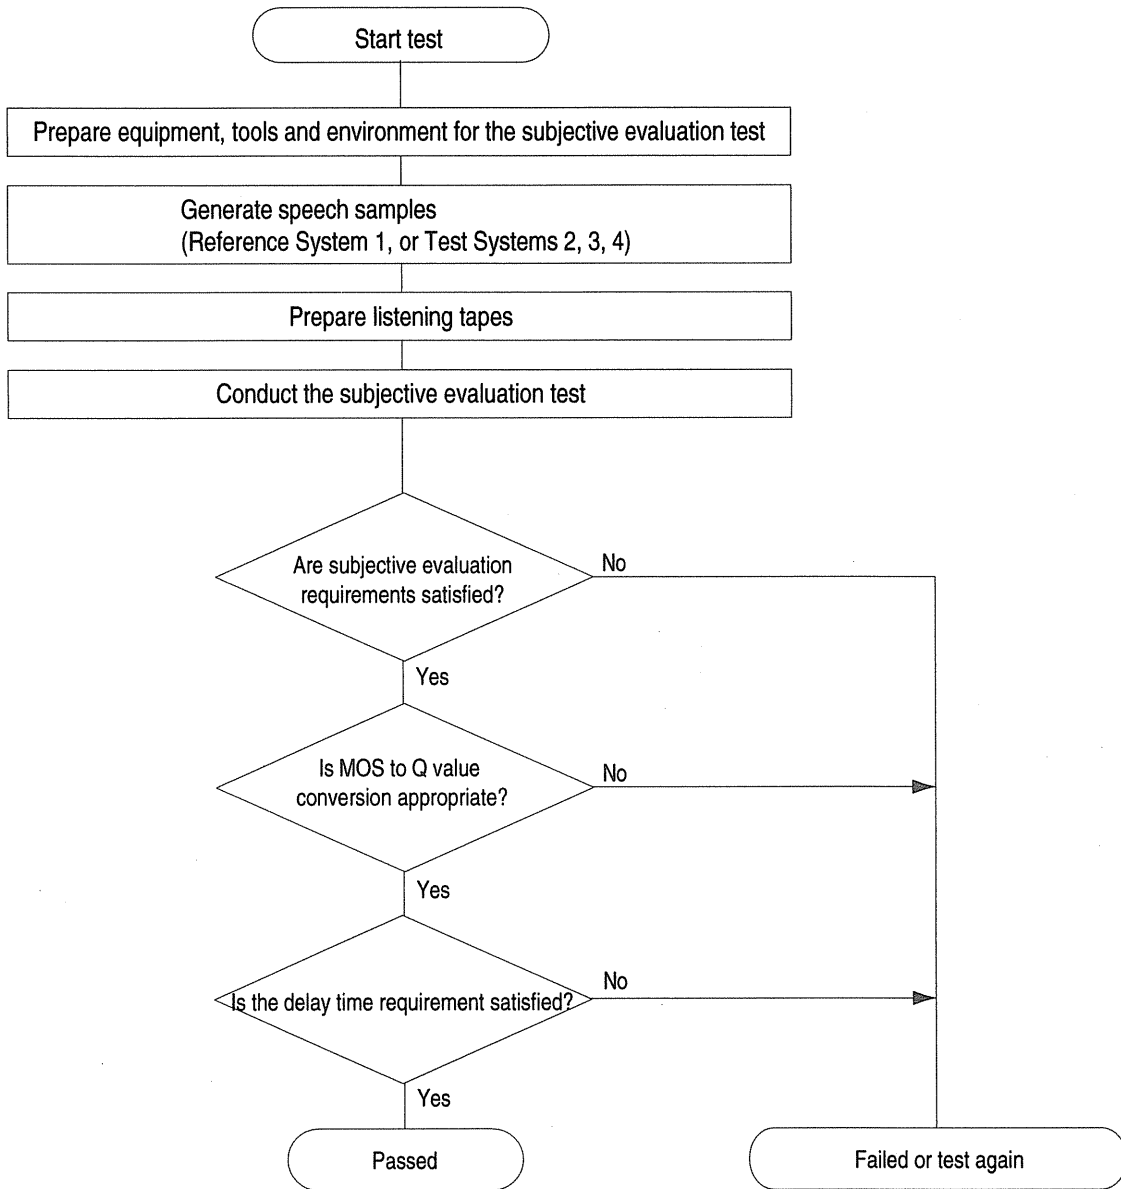 Start test
Prepare equipment, tools and environment for the subjective evaluation test
Generate speech samples
(Reference System 1, or Test Systems 2, 3, 4)
Prepare listening tapes
Conduct the subjective evaluation test
Are subjective evaluation
requirements satisfied?
No
Yes
Is MOS to Q value
conversion appropriate?
No
Yes
Is the delay time requirement satisfied?
No
Yes
Passed
Failed or test again